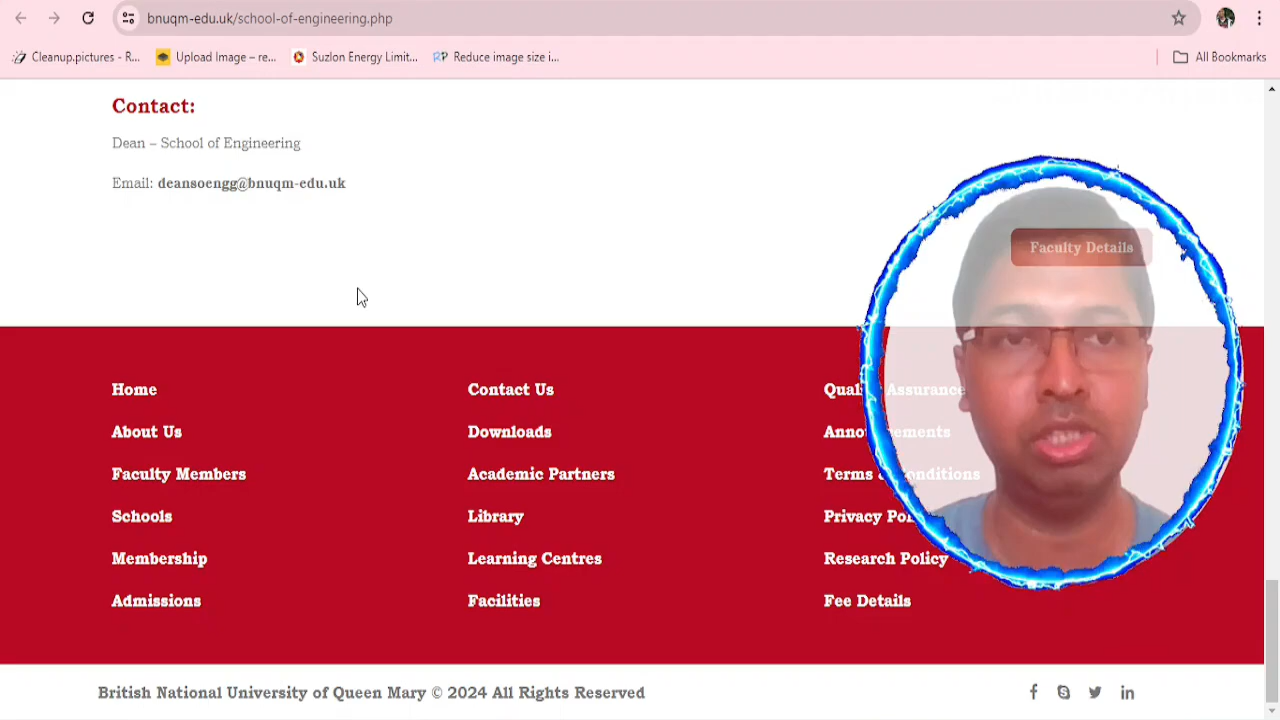 bnuqm-edu.uk/school-of-engineering.php
Cleanup.pictures - R...
Upload Image – re...
Suzlon Energy Limit...
RP Reduce image size i...
All Bookmarks
Contact:
Dean – School of Engineering
Email: deansoengg@bnuqm-edu.uk
Faculty Details
Home
About Us
Faculty Members
Schools
Membership
Admissions
Contact Us
Downloads
Academic Partners
Library
Learning Centres
Facilities
Assurance
Terms
Privacy
Research Policy
Fee Details
British National University of Queen Mary © 2024 All Rights Reserved